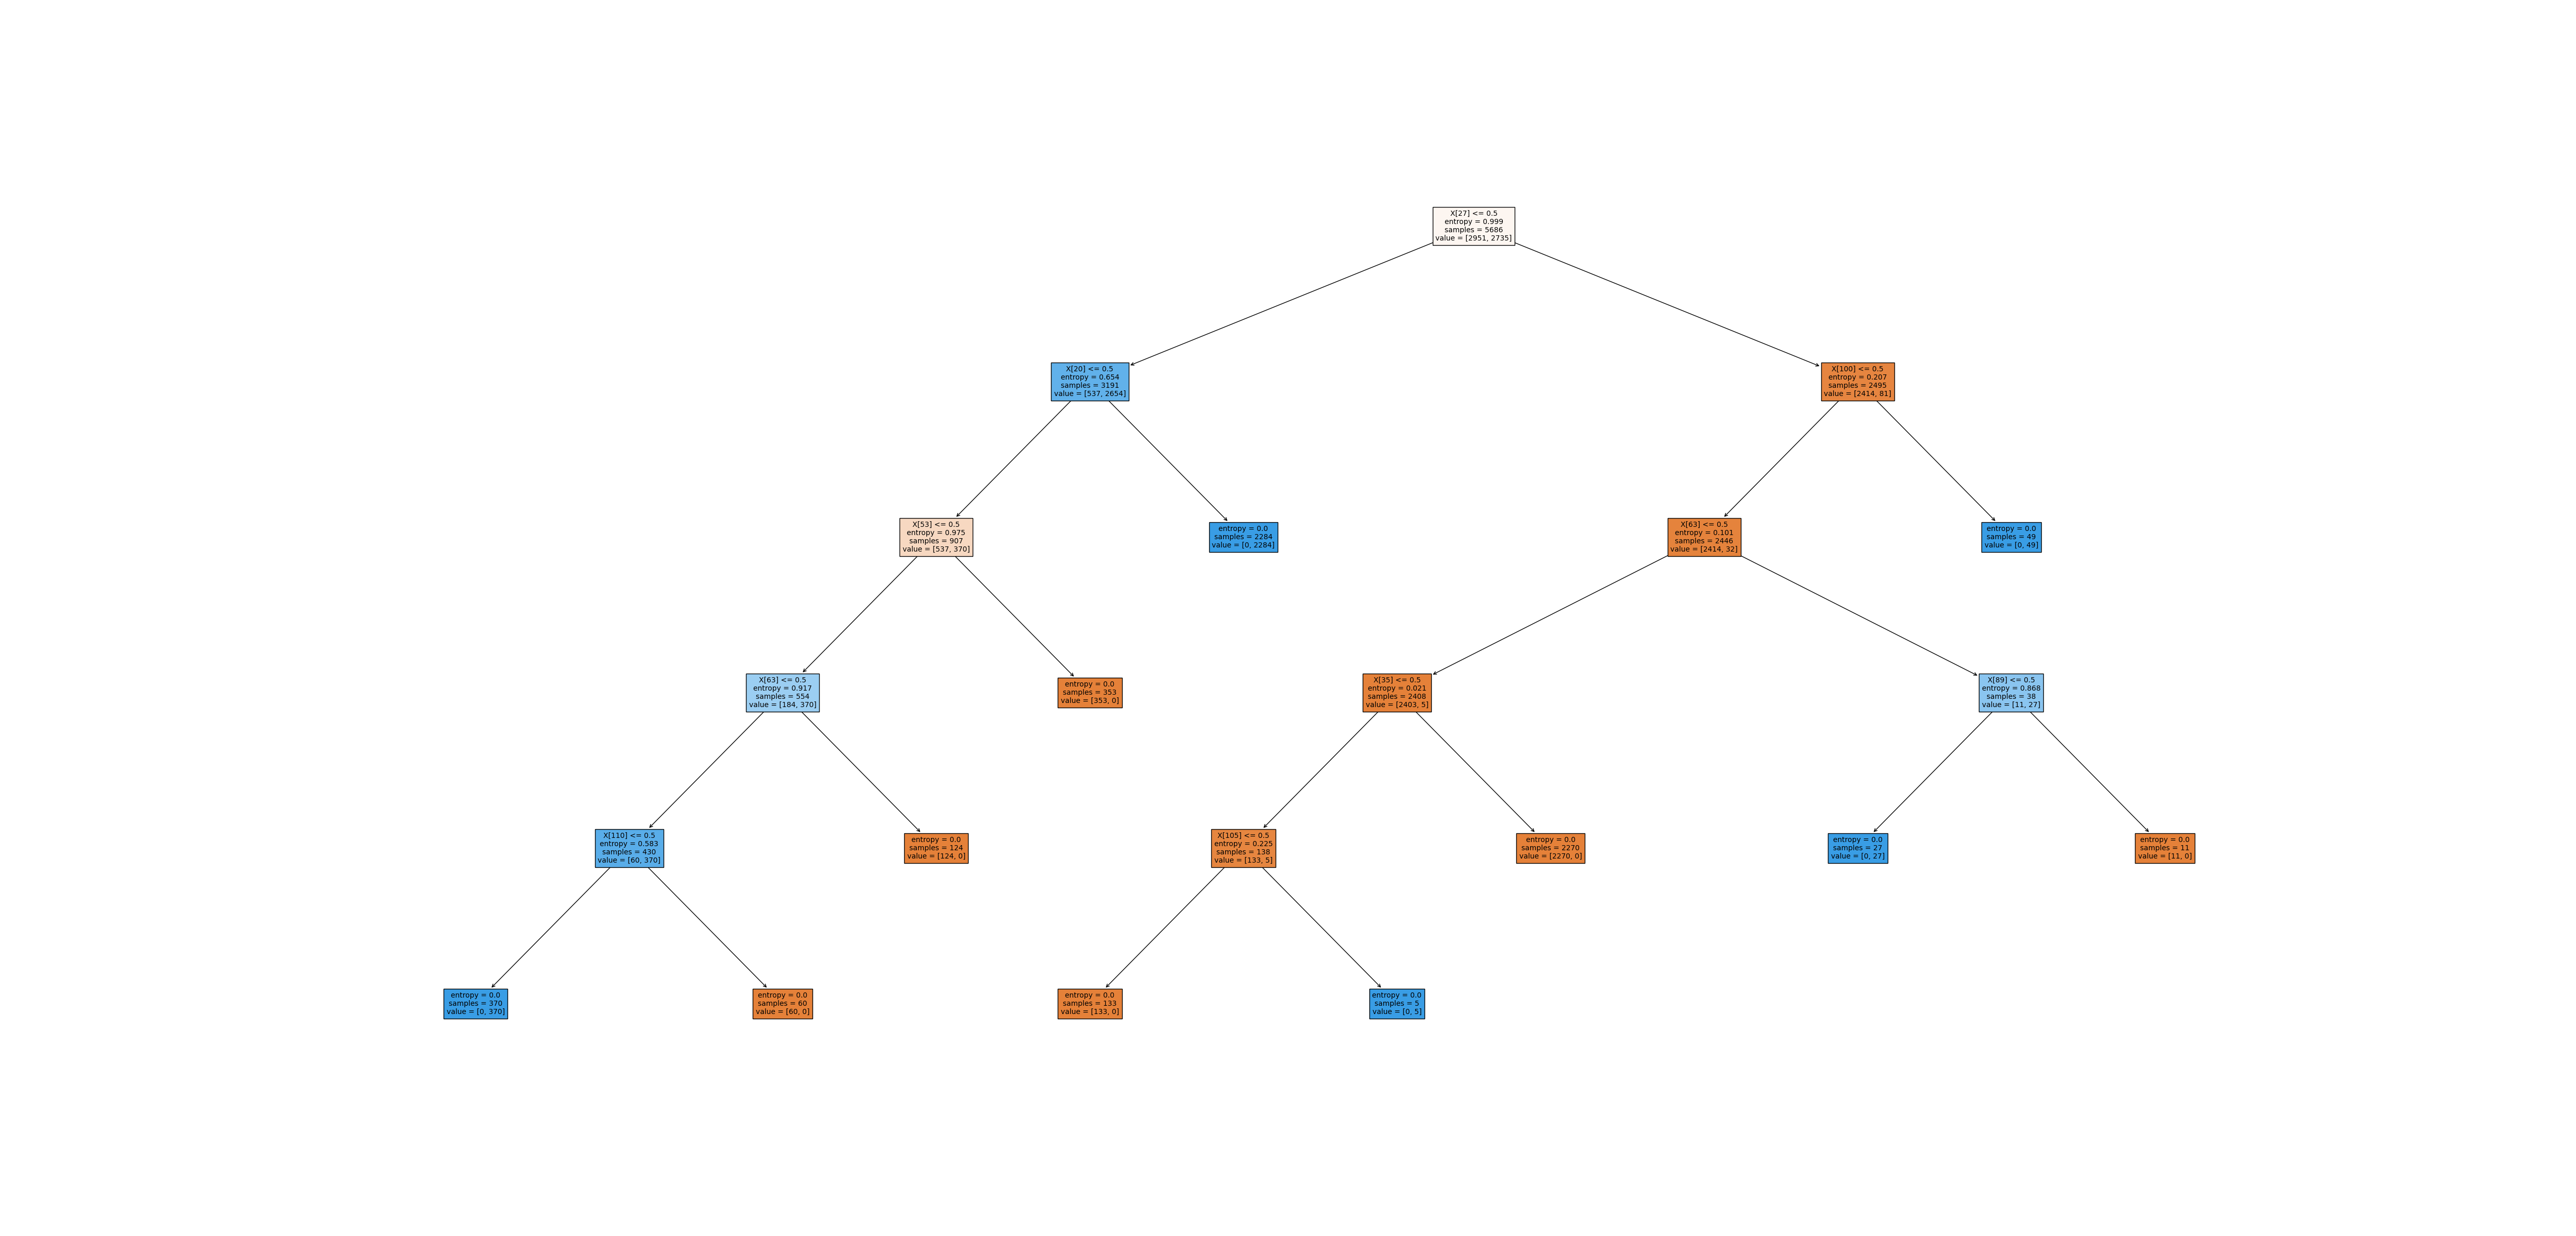 X[27] <= 0.5
entropy = 0.999
samples = 5686
value = [2951, 2735]
X[20] <= 0.5
entropy = 0.654
samples = 3191
value = [537, 2654]
X[100] <= 0.5
entropy = 0.207
samples = 2495
value = [2414, 81]
X[53] <= 0.5
entropy = 0.975
samples = 907
value = [537, 370]
entropy = 0.0
samples = 2284
value = [0, 2284]
X[63] <= 0.5
entropy = 0.101
samples = 2446
value = [2414, 32]
entropy = 0.0
samples = 49
value = [0, 49]
X[63] <= 0.5
entropy = 0.917
samples = 554
value = [184, 370]
entropy = 0.0
samples = 353
value = [353, 0]
X[35] <= 0.5
entropy = 0.021
samples = 2408
value = [2403, 5]
X[89] <= 0.5
entropy = 0.868
samples = 38
value = [11, 27]
X[110] <= 0.5
entropy = 0.583
samples = 430
value = [60, 370]
entropy = 0.0
samples = 124
value = [124, 0]
X[105] <= 0.5
entropy = 0.225
samples = 138
value = [133, 5]
entropy = 0.0
samples = 2270
value = [2270, 0]
entropy = 0.0
samples = 27
value = [0, 27]
entropy = 0.0
samples = 11
value = [11, 0]
entropy = 0.0
samples = 370
value = [0, 370]
entropy = 0.0
samples = 60
value = [60, 0]
entropy = 0.0
samples = 133
value = [133, 0]
entropy = 0.0
samples = 5
value = [0, 5]